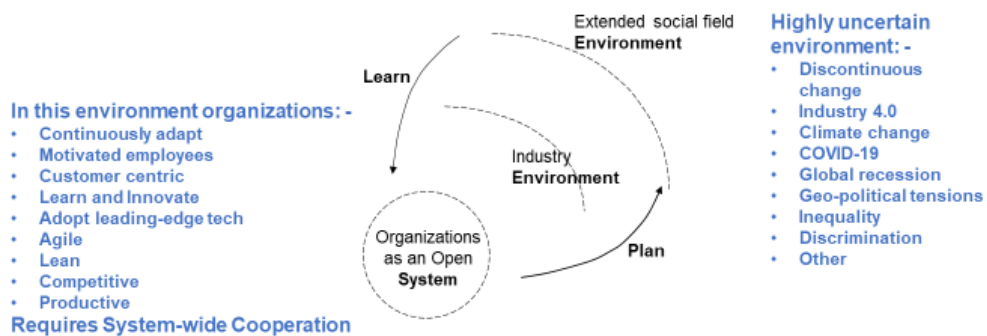 In this environment organizations: -
• Continuously adapt
• Motivated employees
• Customer centric
• Learn and Innovate
• Adopt leading-edge tech
• Agile
• Lean
• Competitive
• Productive
Requires System-wide Cooperation
Learn
Extended social field
Environment
Industry
Environment
Organizations
as an Open
System
Plan
Highly uncertain
environment: -
• Discontinuous
change
• Industry 4.0
• Climate change
• COVID-19
• Global recession
• Geo-political tensions
• Inequality
• Discrimination
• Other